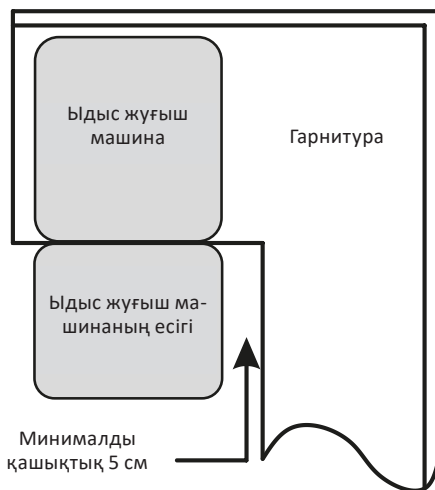 Ыдыс жуғыш
машина
Гарнитура
Ыдыс жуғыш ма-
шинаның есігі
Минималды
қашықтық 5 см